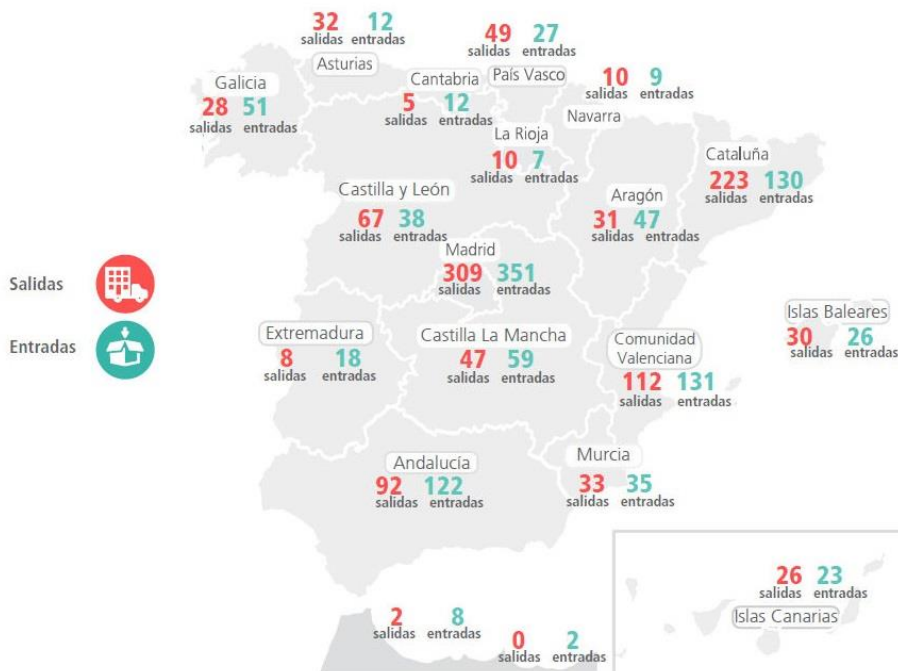 32 12
salidas entradas
Asturias
49 27
salidas entradas
País Vasco
Galicia
28 51
salidas entradas
Cantabria
5 12
salidas entradas
10 9
salidas entradas
Navarra
La Rioja
10 7
salidas entradas
Cataluña
223 130
salidas entradas
Castilla y León
67 38
salidas entradas
Aragón
31 47
salidas entradas
Madrid
309 351
salidas entradas
Salidas
Entradas
Islas Baleares
30 26
salidas entradas
Extremadura
8 18
salidas entradas
Castilla La Mancha
47 59
salidas entradas
Comunidad
Valenciana
112 131
salidas entradas
Andalucía
92 122
salidas entradas
Murcia
33 35
salidas entradas
26 23
salidas entradas
Islas Canarias
2 8
salidas entradas
0 2
salidas entradas